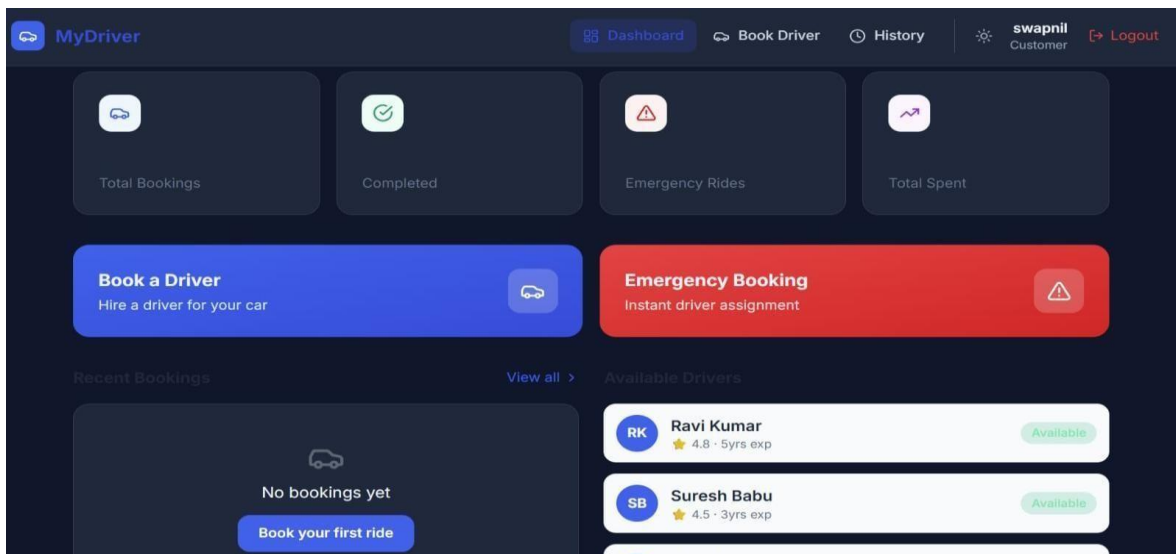 MyDriver
Dashboard
Book Driver
History
swapnil
Customer
Logout
Total Bookings
Completed
Emergency Rides
Total Spent
Book a Driver
Hire a driver for your car
Emergency Booking
Instant driver assignment
Recent Bookings
View all >
Available Drivers
No bookings yet
Book your first ride
RK
Ravi Kumar
4.8 · 5yrs exp
Available
SB
Suresh Babu
4.5 · 3yrs exp
Available